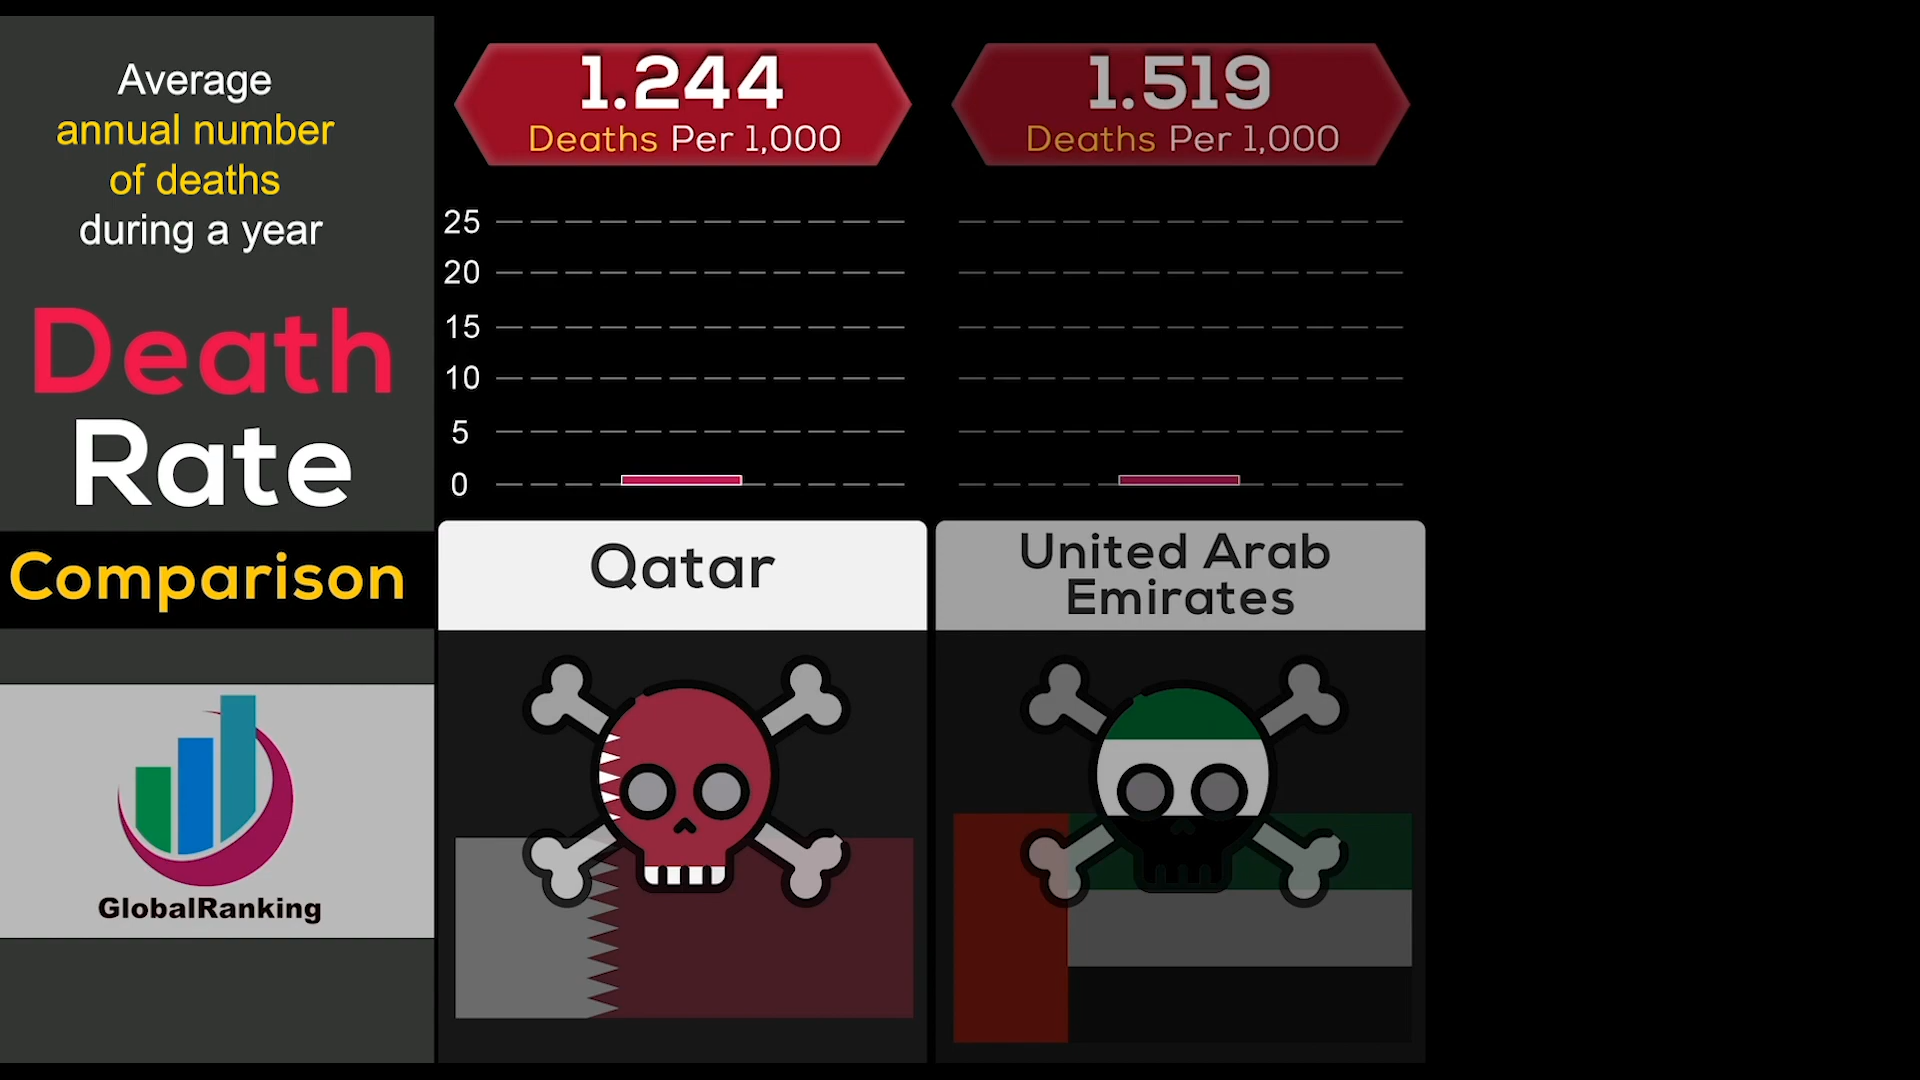 Average
annual number
of deaths
during a year
Death
Rate
Comparison
GlobalRanking
1.244
Deaths Per 1,000
25
20
15
10
5
0
Qatar
1.519
Deaths Per 1,000
United Arab
Emirates